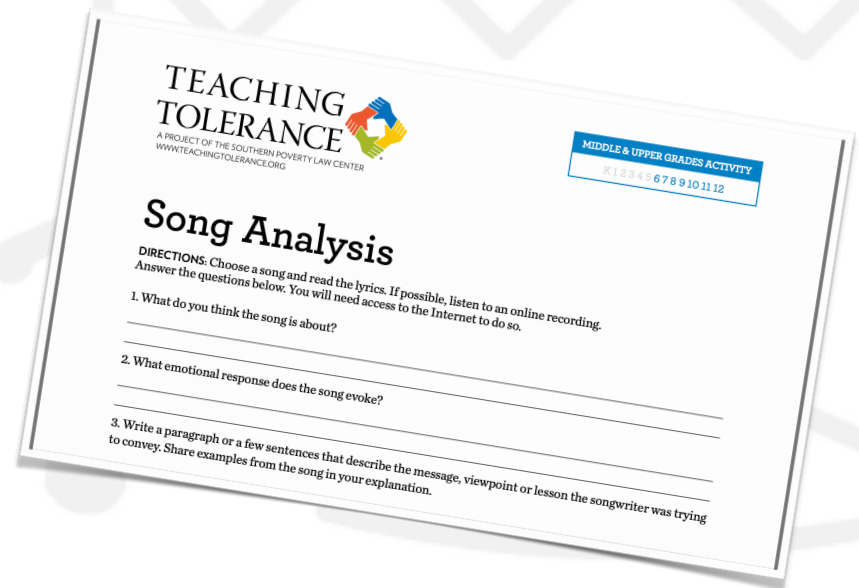 TEACHING
TOLERANCE
A PROJECT OF THE SOUTHERN POVERTY LAW CENTER
WWW.TEACHINGTOLERANCE.ORG
MIDDLE & UPPER GRADES ACTIVITY
K 1 2 3 4 5 6 7 8 9 10 11 12
Song Analysis
DIRECTIONS: Choose a song and read the lyrics. If possible, listen to an online recording.
Answer the questions below. You will need access to the Internet to do so.
1. What do you think the song is about?
2. What emotional response does the song evoke?
3. Write a paragraph or a few sentences that describe the message, viewpoint or lesson the songwriter was trying
to convey. Share examples from the song in your explanation.